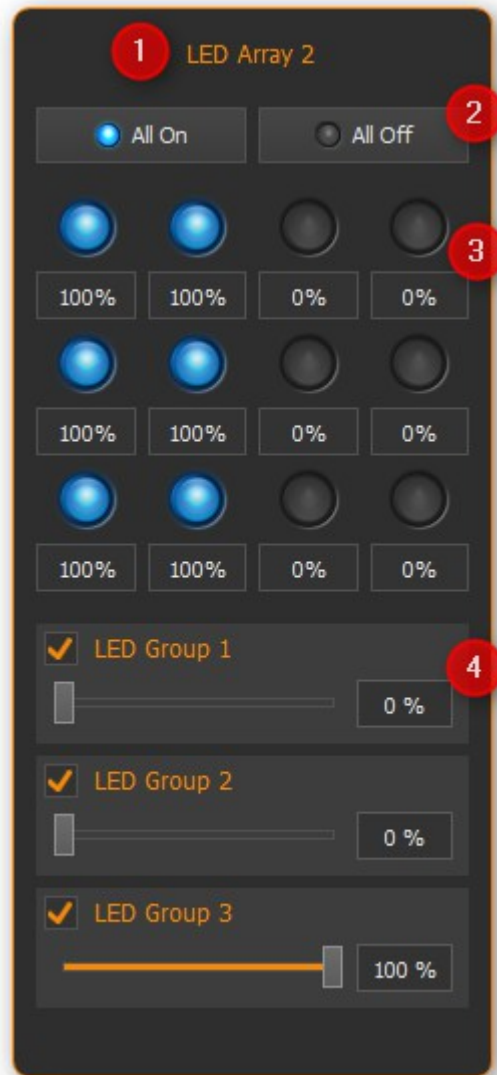 1 LED Array 2
All On All Off 2
3
100% 100% 0% 0%
100% 100% 0% 0%
100% 100% 0% 0%
LED Group 1
4
0 %
LED Group 2
0 %
LED Group 3
100 %